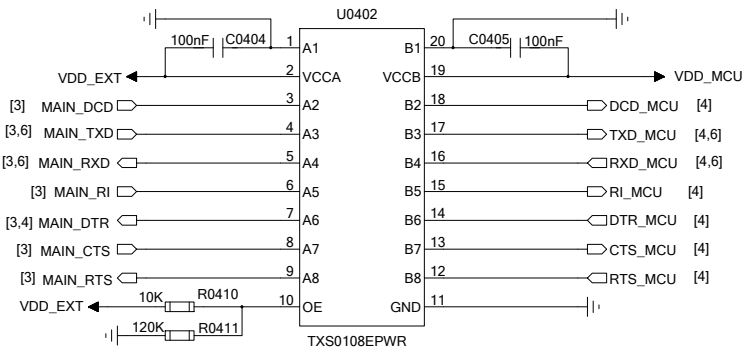 U0402
100nF C0404 1 A1 B1 20 C0405 100nF
VDD_EXT 2 VCCA VCCB 19 VDD_MCU
[3] MAIN_DCD 3 A2 B2 18 DCD_MCU [4]
[3,6] MAIN_TXD 4 A3 B3 17 TXD_MCU [4,6]
[3,6] MAIN_RXD 5 A4 B4 16 RXD_MCU [4,6]
[3] MAIN_RI 6 A5 B5 15 RI_MCU [4]
[3,4] MAIN_DTR 7 A6 B6 14 DTR_MCU [4]
[3] MAIN_CTS 8 A7 B7 13 CTS_MCU [4]
[3] MAIN_RTS 9 A8 B8 12 RTS_MCU [4]
VDD_EXT 10K R0410 10 OE GND 11
120K R0411
TXS0108EPWR